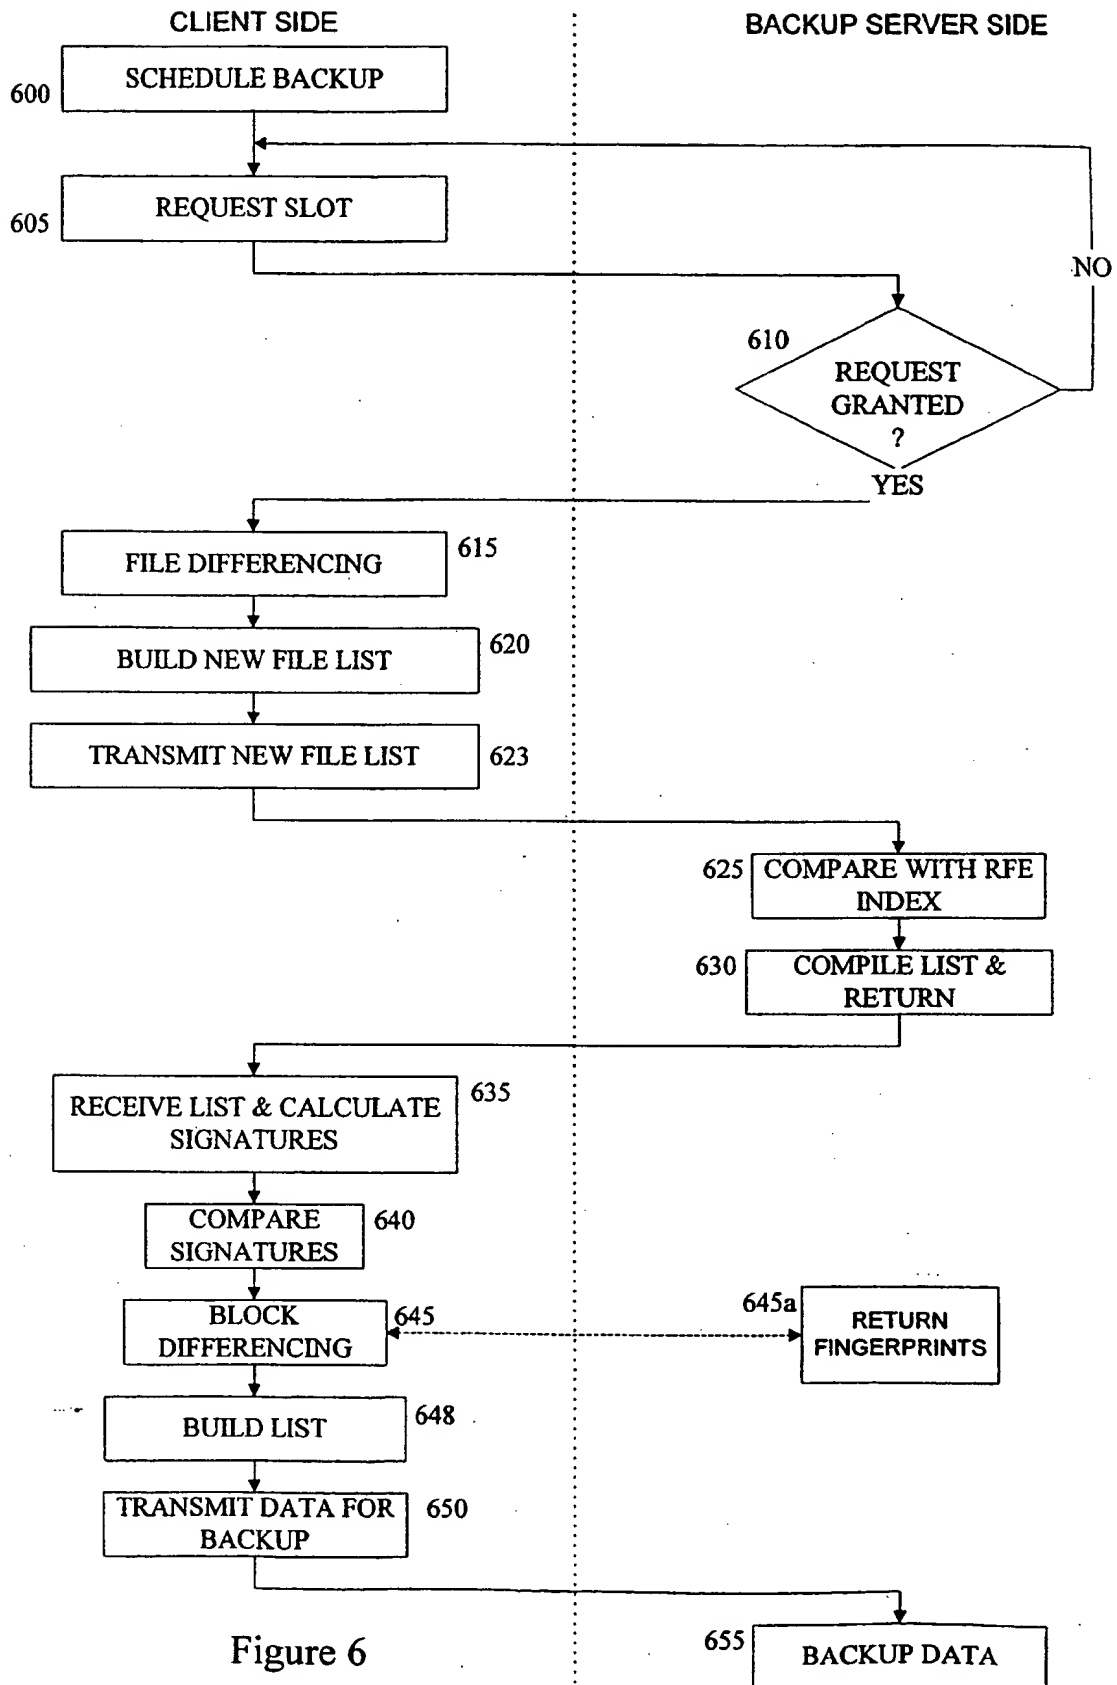 CLIENT SIDE
BACKUP SERVER SIDE
600
SCHEDULE BACKUP
605
REQUEST SLOT
NO
610
REQUEST
GRANTED
?
YES
FILE DIFFERENCING
615
BUILD NEW FILE LIST
620
TRANSMIT NEW FILE LIST
623
625
COMPARE WITH RFE
INDEX
630
COMPILE LIST &
RETURN
RECEIVE LIST & CALCULATE
SIGNATURES
635
COMPARE
SIGNATURES
640
BLOCK
DIFFERENCING
645
645a
RETURN
FINGERPRINTS
BUILD LIST
648
TRANSMIT DATA FOR
BACKUP
650
655
BACKUP DATA
Figure 6